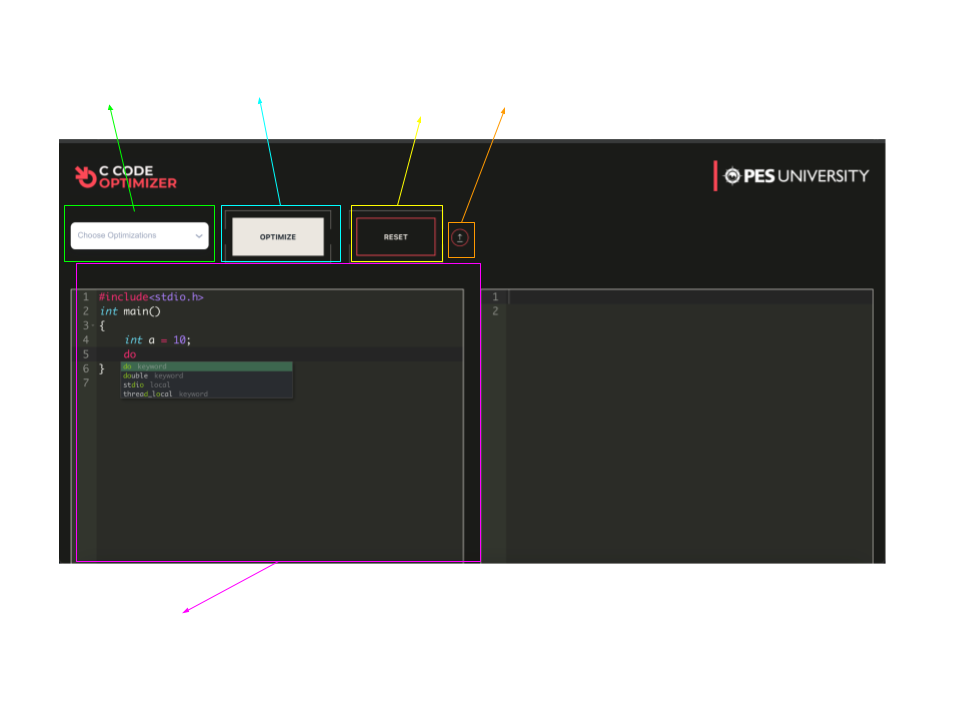 C CODE
OPTIMIZER
PES UNIVERSITY
Choose Optimizations
OPTIMIZE
RESET
1 #include<stdio.h>
2 int main()
3 {
4 int a = 10;
5 do
6 }
7
do keyword
double keyword
stdio local
thread_local keyword
1
2